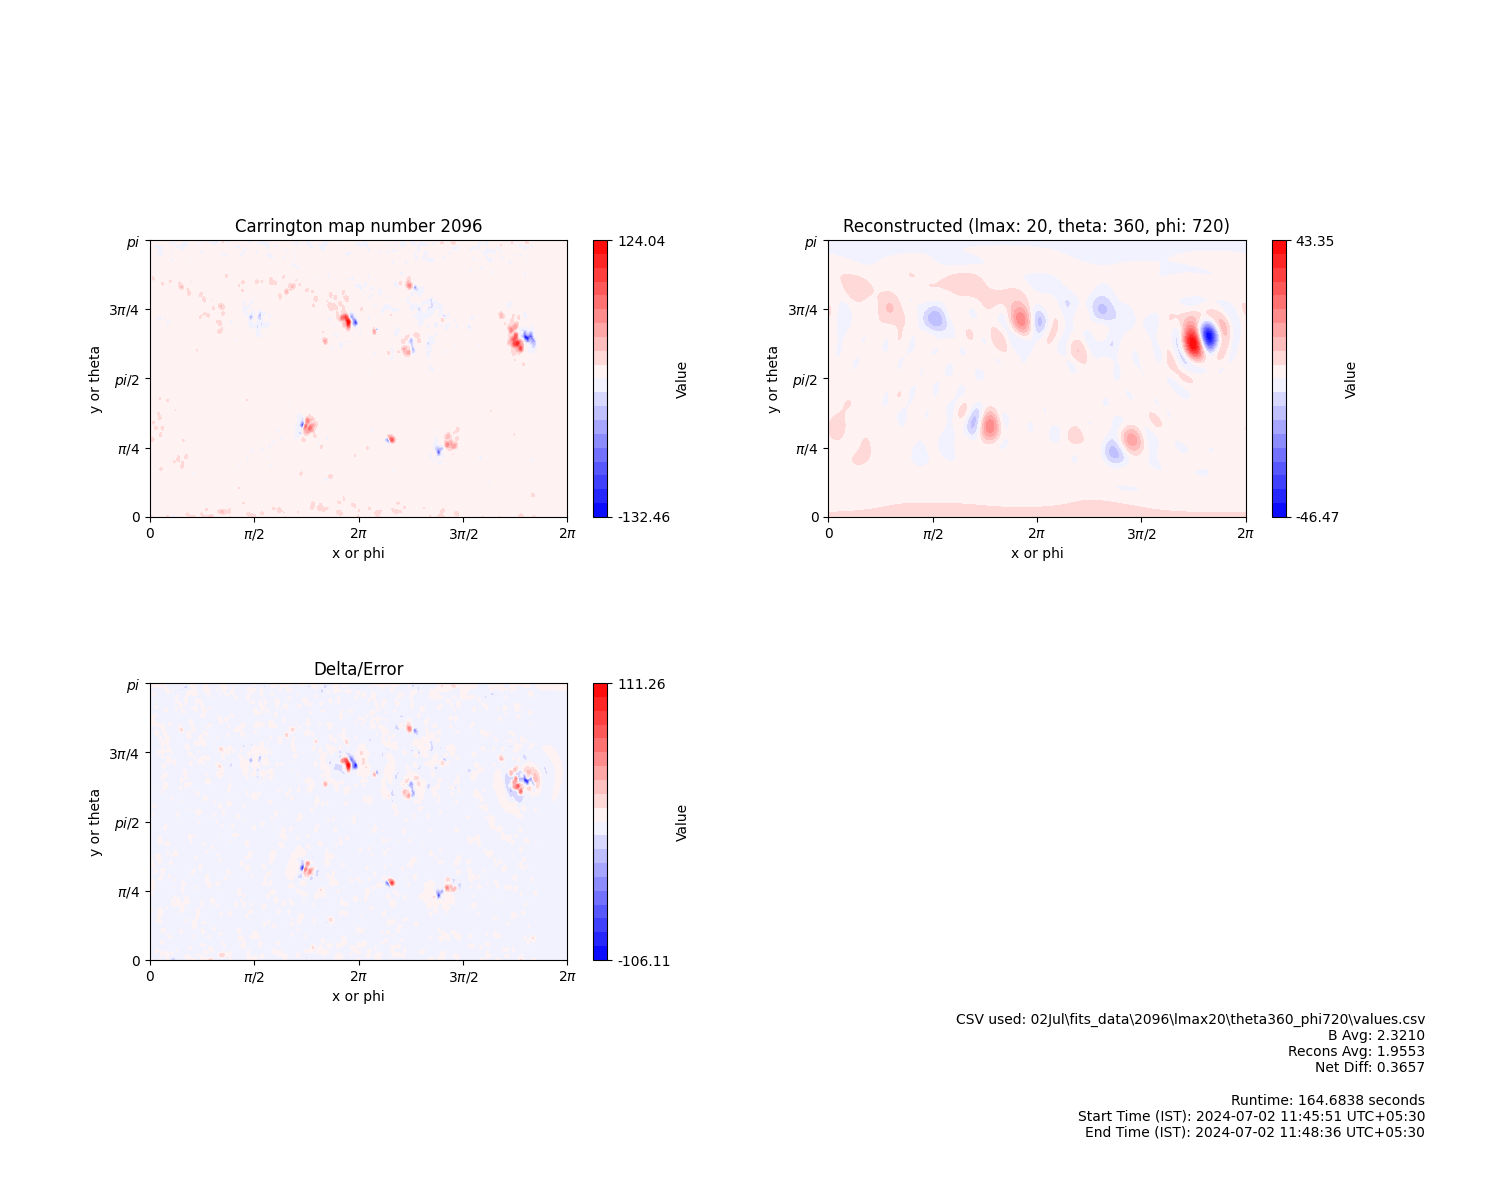 Carrington map number 2096
pi
3π/4
pi/2
π/4
0
y or theta
0
π/2
2π
3π/2
2π
x or phi
124.04
-132.46
Value
Reconstructed (lmax: 20, theta: 360, phi: 720)
pi
3π/4
pi/2
π/4
0
y or theta
0
π/2
2π
3π/2
2π
x or phi
43.35
-46.47
Value
Delta/Error
pi
3π/4
pi/2
π/4
0
y or theta
0
π/2
2π
3π/2
2π
x or phi
111.26
-106.11
Value
CSV used: 02Jul\fits_data\2096\lmax20\theta360_phi720\values.csv
B Avg: 2.3210
Recons Avg: 1.9553
Net Diff: 0.3657
Runtime: 164.6838 seconds
Start Time (IST): 2024-07-02 11:45:51 UTC+05:30
End Time (IST): 2024-07-02 11:48:36 UTC+05:30